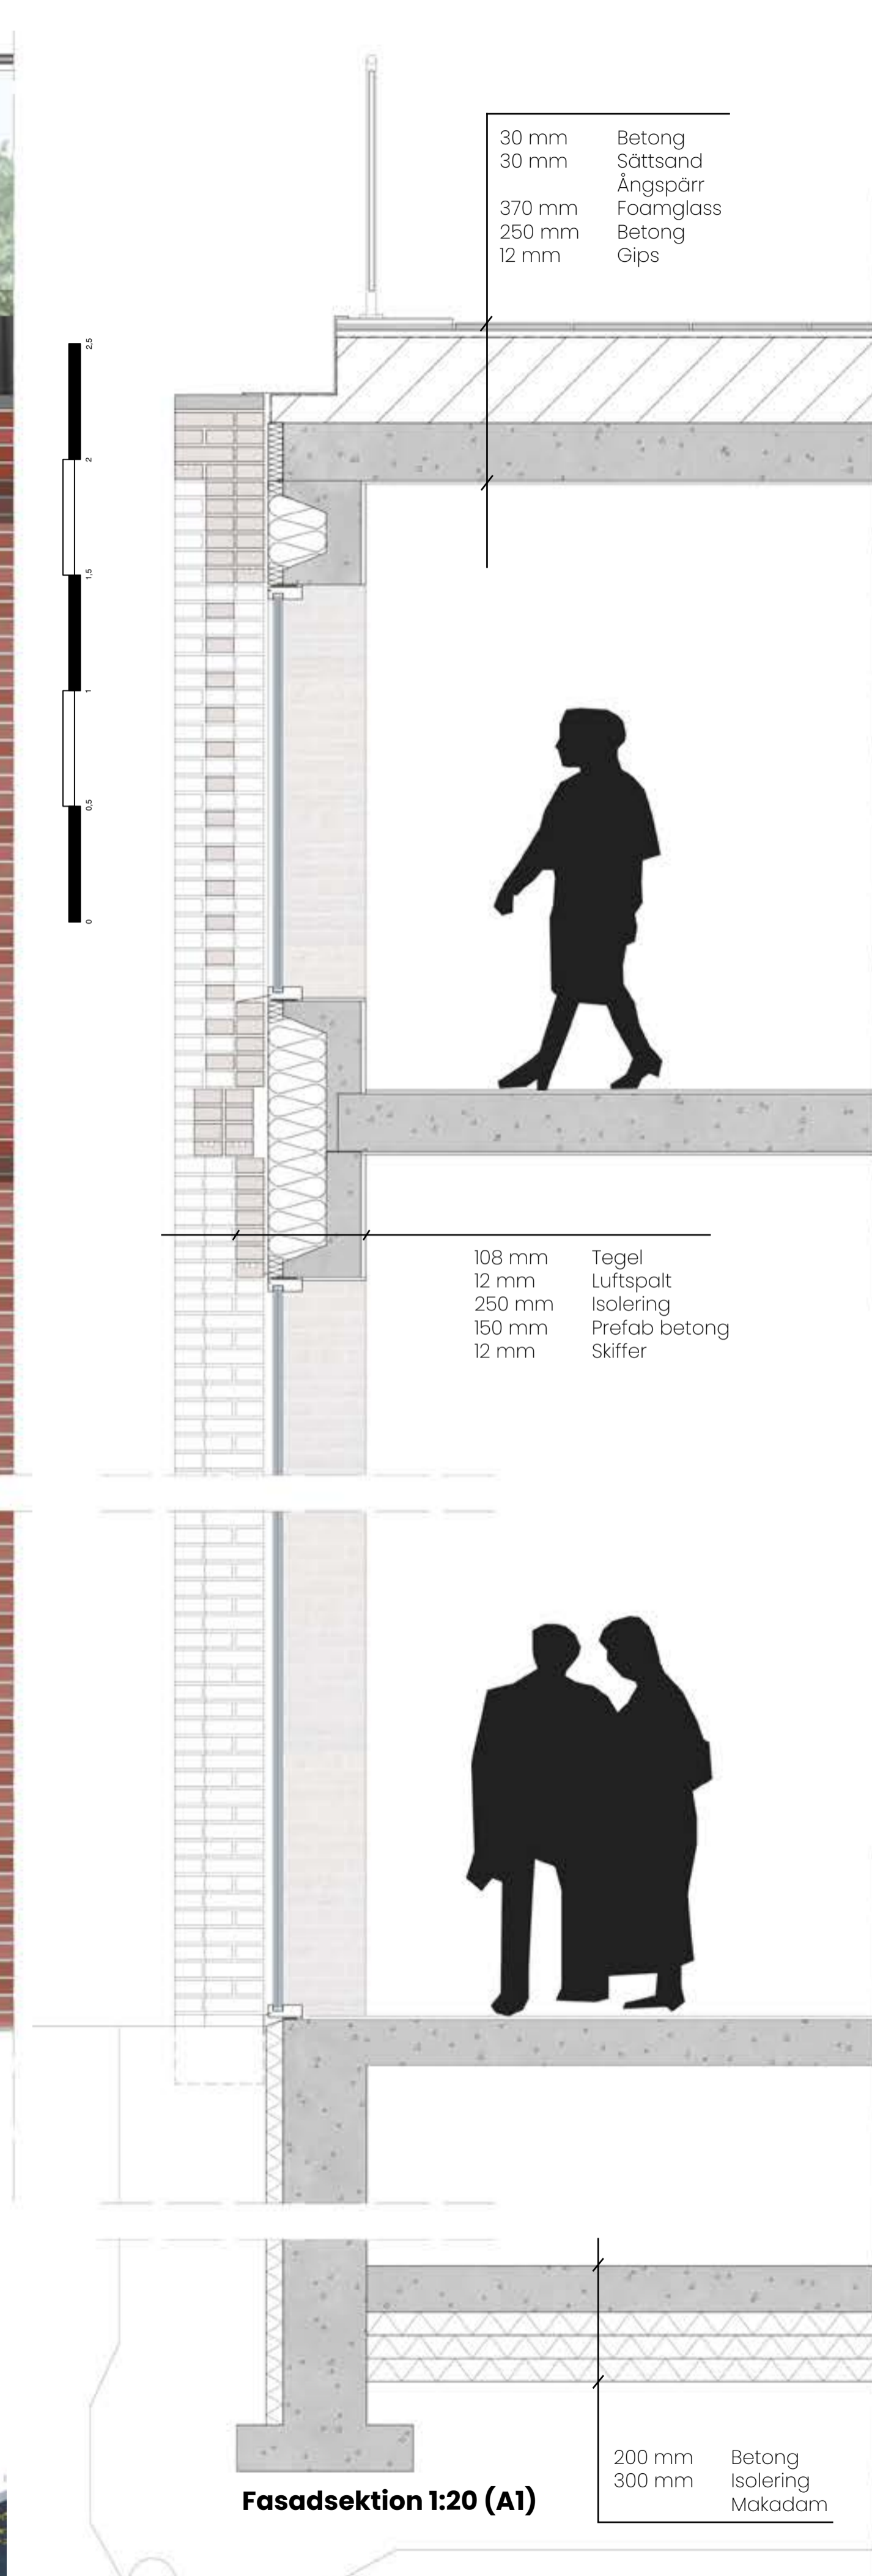 30 mm Betong
30 mm Sättsand
Ångspärr
370 mm Foamglass
250 mm Betong
12 mm Gips
2,5
2
1,5
1
0,5
0
108 mm Tegel
12 mm Luftspalt
250 mm Isolering
150 mm Prefab betong
12 mm Skiffer
200 mm Betong
300 mm Isolering
Makadam
Fasadsektion 1:20 (A1)